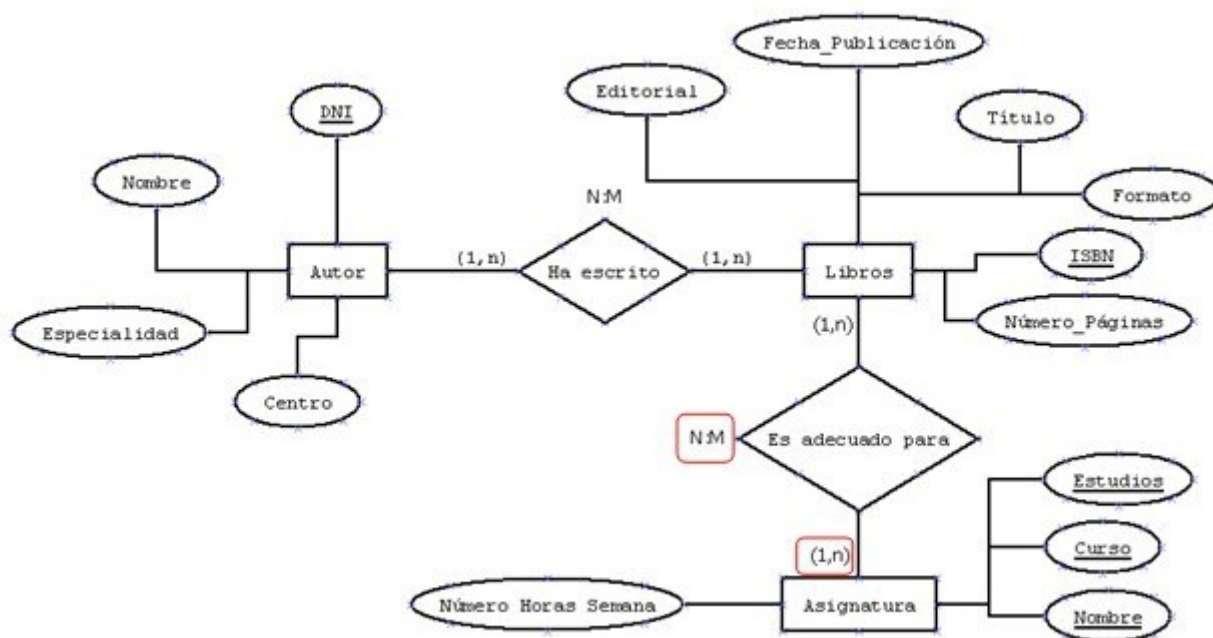 Fecha_Publicación
Editorial
DNI
Título
Nombre
Formato
N:M
Autor
(1,n)
Ha escrito
(1,n)
Libros
ISBN
Especialidad
(1,n)
Número_Páginas
Centro
N:M
Es adecuado para
Estudios
(1,n)
Curso
Número Horas Semana
Asignatura
Nombre